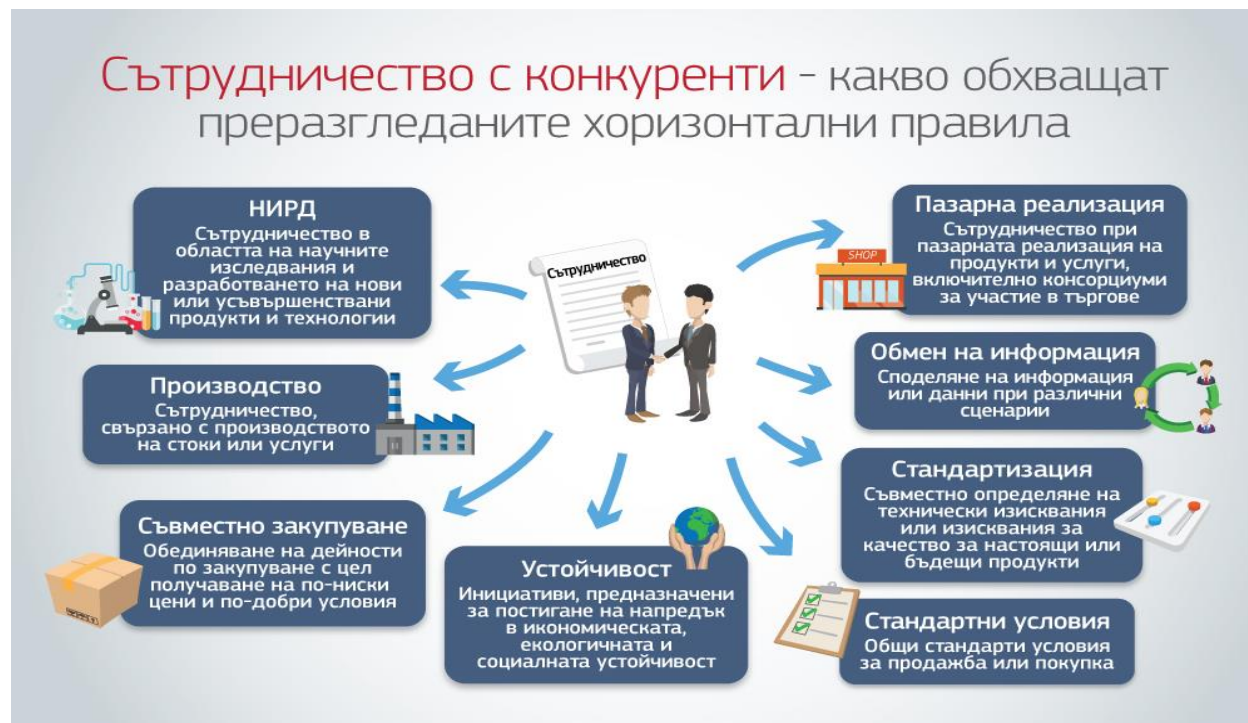 Сътрудничество с конкуренти - какво обхващат
преразгледаните хоризонтални правила
НИРД
Сътрудничество в
областта на научните
изследвания и
разработването на нови
или усъвършенствани
продукти и технологии
Производство
Сътрудничество,
свързано с производството
на стоки или услуги
Съвместно закупуване
Обединяване на дейности
по закупуване с цел
получаване на по-ниски
цени и по-добри условия
Сътрудничество
Устойчивост
Инициативи, предназначени
за постигане на напредък
в икономическата,
екологичната и
социалната устойчивост
SHOP
Пазарна реализация
Сътрудничество при
пазарната реализация на
продукти и услуги,
включително консорциуми
за участие в търгове
Обмен на информация
Споделяне на информация
или данни при различни
сценарии
Стандартизация
Съвместно определяне на
технически изисквания
или изисквания за
качество за настоящи или
бъдещи продукти
Стандартни условия
Общи стандарти условия
за продажба или покупка